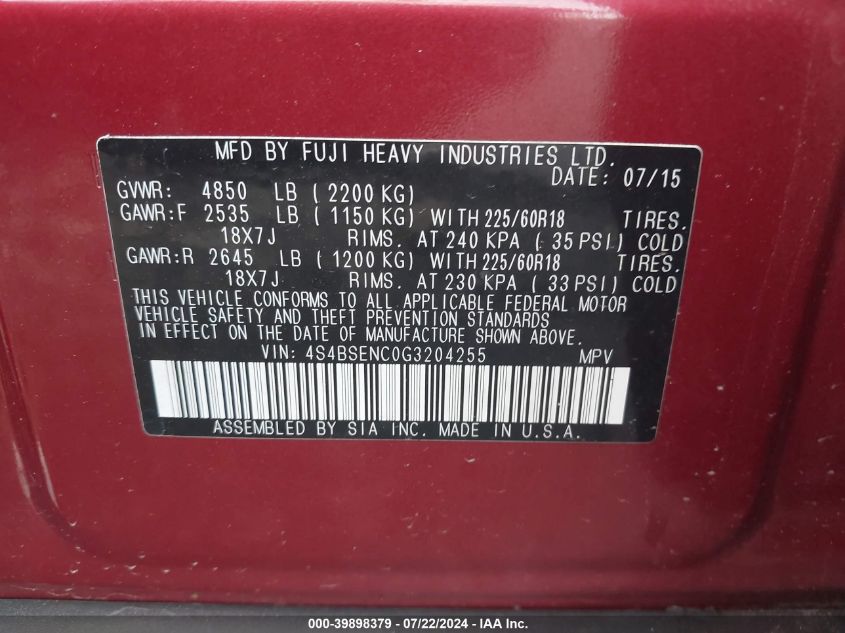 MFD BY FUJI HEAVY INDUSTRIES LTD.
DATE: 07/15
GVWR: 4850 LB ( 2200 KG)
GAWR:F 2535 LB ( 1150 KG) WITH 225/60R18 TIRES.
18X7J RIMS. AT 240 KPA ( 35 PSI) COLD
GAWR:R 2645 LB ( 1200 KG) WITH 225/60R18 TIRES.
18X7J RIMS. AT 230 KPA ( 33 PSI) COLD
THIS VEHICLE CONFORMS TO ALL APPLICABLE FEDERAL MOTOR
VEHICLE SAFETY AND THEFT PREVENTION STANDARDS
IN EFFECT ON THE DATE OF MANUFACTURE SHOWN ABOVE.
VIN: 4S4BSENC0G3204255 MPV
ASSEMBLED BY SIA INC. MADE IN U.S.A.
000-39898379 / 07/22/2024 - IAA Inc.